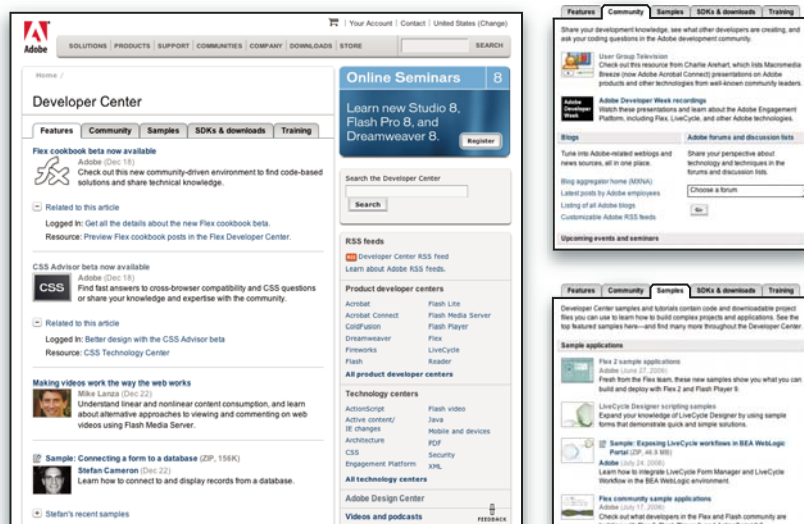 Your Account | Contact | United States (Change)
Adobe
SOLUTIONS PRODUCTS SUPPORT COMMUNITIES COMPANY DOWNLOADS STORE SEARCH
Home /
Developer Center
Features Community Samples SDKs & downloads Training
Flex cookbook beta now available
Adobe (Dec 18)
Check out this new community-driven environment to find code-based
solutions and share technical knowledge.
Related to this article
Logged In: Get all the details about the new Flex cookbook beta.
Resource: Preview Flex cookbook posts in the Flex Developer Center.
CSS Advisor beta now available
Adobe (Dec 18)
CSS
Find fast answers to cross-browser compatibility and CSS questions
or share your knowledge and expertise with the community.
Related to this article
Logged In: Better design with the CSS Advisor beta
Resource: CSS Technology Center
Making videos work the way the web works
Mike Lanza (Dec 22)
Understand linear and nonlinear content consumption, and learn
about alternative approaches to viewing and commenting on web
videos using Flash Media Server.
Sample: Connecting a form to a database (ZIP, 156K)
Stefan Cameron (Dec 22)
Learn how to connect to and display records from a database.
Stefan's recent samples
Online Seminars 8
Learn new Studio 8,
Flash Pro 8, and
Dreamweaver 8.
Register
Search the Developer Center
Search
RSS feeds
RSS Developer Center RSS feed
Learn about Adobe RSS feeds.
Product developer centers
Acrobat Flash Lite
Acrobat Connect Flash Media Server
ColdFusion Flash Player
Dreamweaver Flex
Fireworks LiveCycle
Flash Reader
All product developer centers
Technology centers
ActionScript Flash video
Active content/ Java
IE changes Mobile and devices
Architecture PDF
CSS Security
Engagement Platform XML
All technology centers
Adobe Design Center
Videos and podcasts
FEEDBACK
Features Community Samples SDKs & downloads Training
Share your development knowledge, see what other developers are creating, and
ask your coding questions in the Adobe development community.
User Group Television
Check out this resource from Charlie Arehart, which lists Macromedia
Breeze (now Adobe Acrobat Connect) presentations on Adobe
products and other technologies from well-known community leaders.
Adobe
Developer
Week
Adobe Developer Week recordings
Watch these presentations and learn about the Adobe Engagement
Platform, including Flex, LiveCycle, and other Adobe technologies.
Blogs
Tune into Adobe-related weblogs and
news sources, all in one place.
Blog aggregator home (MXNA)
Latest posts by Adobe employees
Listing of all Adobe blogs
Customizable Adobe RSS feeds
Adobe forums and discussion lists
Share your perspective about
technology and techniques in the
forums and discussion lists.
Choose a forum
Go
Upcoming events and seminars
Features Community Samples SDKs & downloads Training
Developer Center samples and tutorials contain code and downloadable project
files you can use to learn how to build complex projects and applications. See the
top featured samples here—and find many more throughout the Developer Center.
Sample applications
Flex 2 sample applications
Adobe (June 27, 2006)
Fresh from the Flex team, these new samples show you what you can
build and deploy with Flex 2 and Flash Player 9.
LiveCycle Designer scripting samples
Expand your knowledge of LiveCycle Designer by using sample
forms that demonstrate quick and simple solutions.
Sample: Exposing LiveCycle workflows in BEA WebLogic
Portal (ZIP, 44.9 MB)
Adobe (July 24, 2006)
Learn how to integrate LiveCycle Form Manager and LiveCycle
Workflow in the BEA WebLogic environment.
Flex community sample applications
Adobe (July 17, 2006)
Check out what developers in the Flex and Flash community are